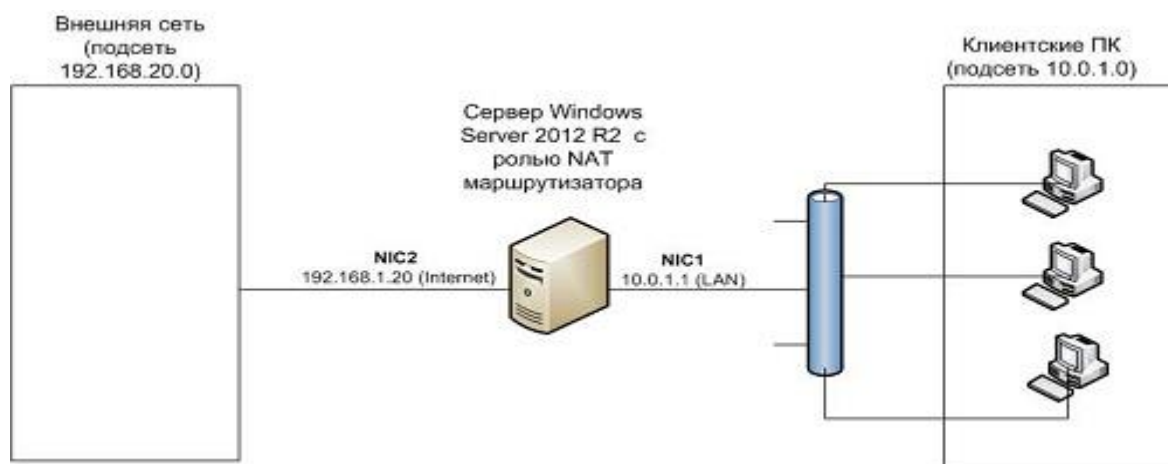 Внешняя сеть
(подсеть
192.168.20.0)
Сервер Windows
Server 2012 R2 с
ролью NAT
маршрутизатора
NIC2
192.168.1.20 (Internet)
NIC1
10.0.1.1 (LAN)
Клиентские ПК
(подсеть 10.0.1.0)